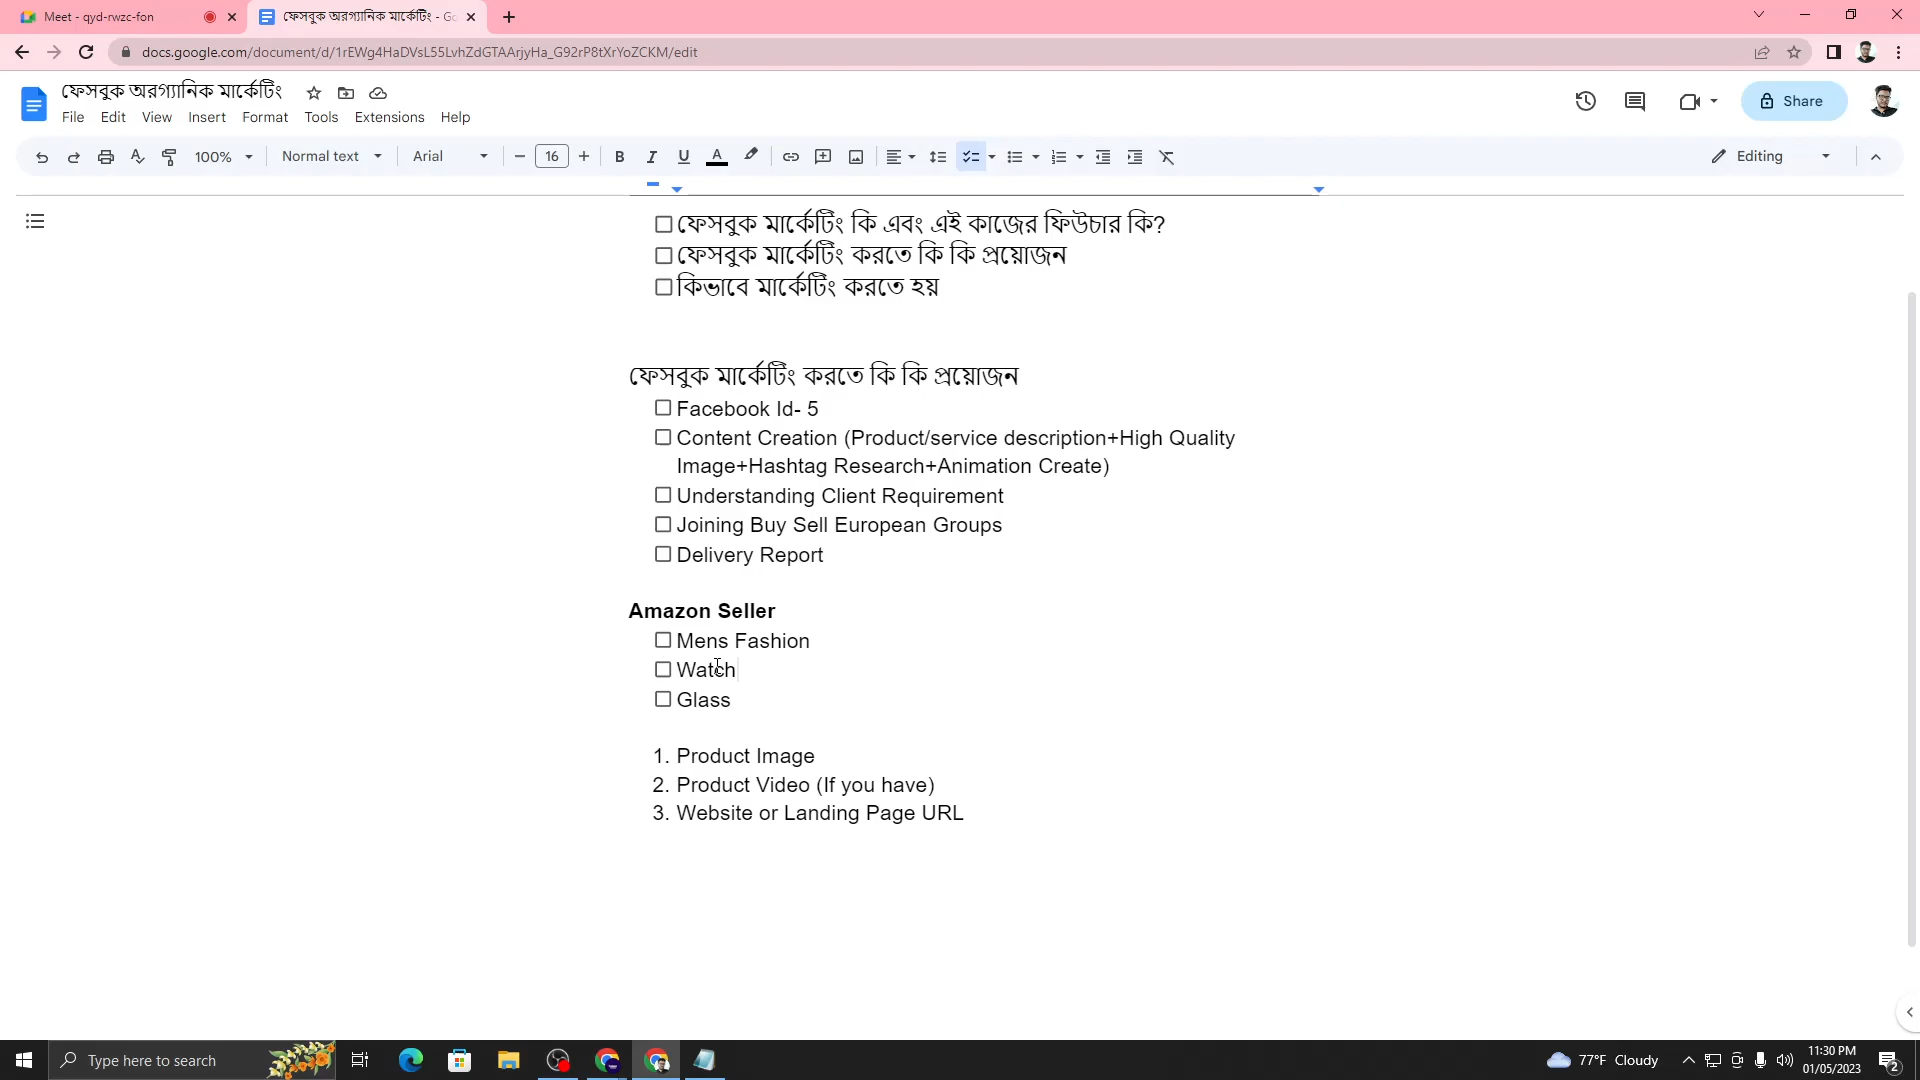 Meet - qyd-rwzc-fon
ফেসবুক অরগ্যানিক মার্কেটিং - Go
docs.google.com/document/d/1rEWg4HaDVsL55LvhZdGTAArjyHa_G92rP8tXrYoZCKM/edit
ফেসবুক অরগ্যানিক মার্কেটিং
File Edit View Insert Format Tools Extensions Help
Share
100% Normal text Arial 16 B I U A Editing
ফেসবুক মার্কেটিং কি এবং এই কাজের ফিউচার কি?
ফেসবুক মার্কেটিং করতে কি কি প্রয়োজন
কিভাবে মার্কেটিং করতে হয়
ফেসবুক মার্কেটিং করতে কি কি প্রয়োজন
Facebook Id- 5
Content Creation (Product/service description+High Quality
Image+Hashtag Research+Animation Create)
Understanding Client Requirement
Joining Buy Sell European Groups
Delivery Report
Amazon Seller
Mens Fashion
Watch
Glass
1. Product Image
2. Product Video (If you have)
3. Website or Landing Page URL
Type here to search
77°F Cloudy
11:30 PM
01/05/2023
2